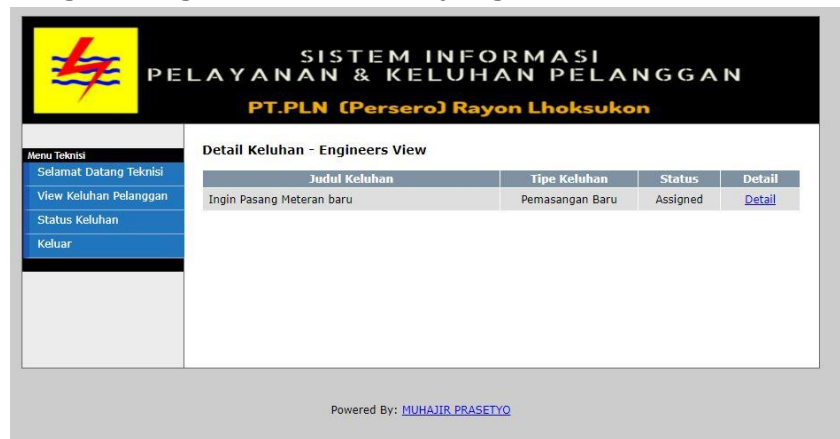 SISTEM INFORMASI
PELAYANAN & KELUHAN PELANGGAN
PT.PLN (Persero) Rayon Lhoksukon
Menu Teknisi
Selamat Datang Teknisi
View Keluhan Pelanggan
Status Keluhan
Keluar
Detail Keluhan - Engineers View
Judul Keluhan Tipe Keluhan Status Detail
Ingin Pasang Meteran baru Pemasangan Baru Assigned Detail
Powered By: MUHAJIR PRASETYO